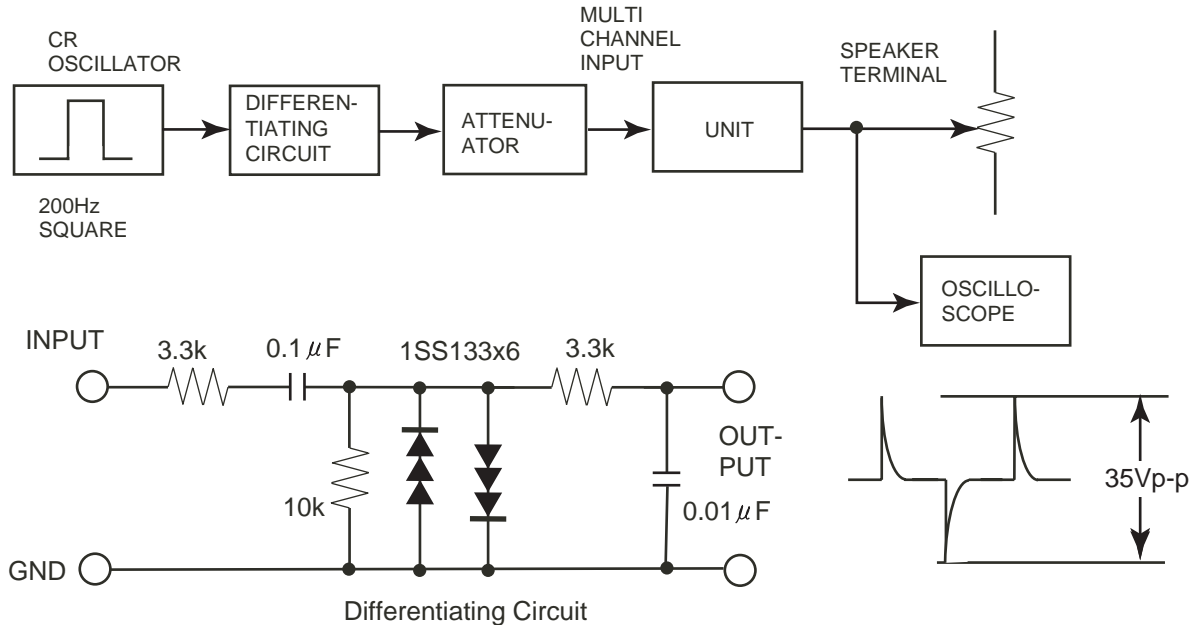 CR
OSCILLATOR
200Hz
SQUARE
DIFFEREN-
TIATING
CIRCUIT
ATTENU-
ATOR
MULTI
CHANNEL
INPUT
UNIT
SPEAKER
TERMINAL
OSCILLO-
SCOPE
INPUT
3.3k
0.1μF
1SS133x6
3.3k
10k
OUT-
PUT
0.01μF
GND
Differentiating Circuit
35Vp-p